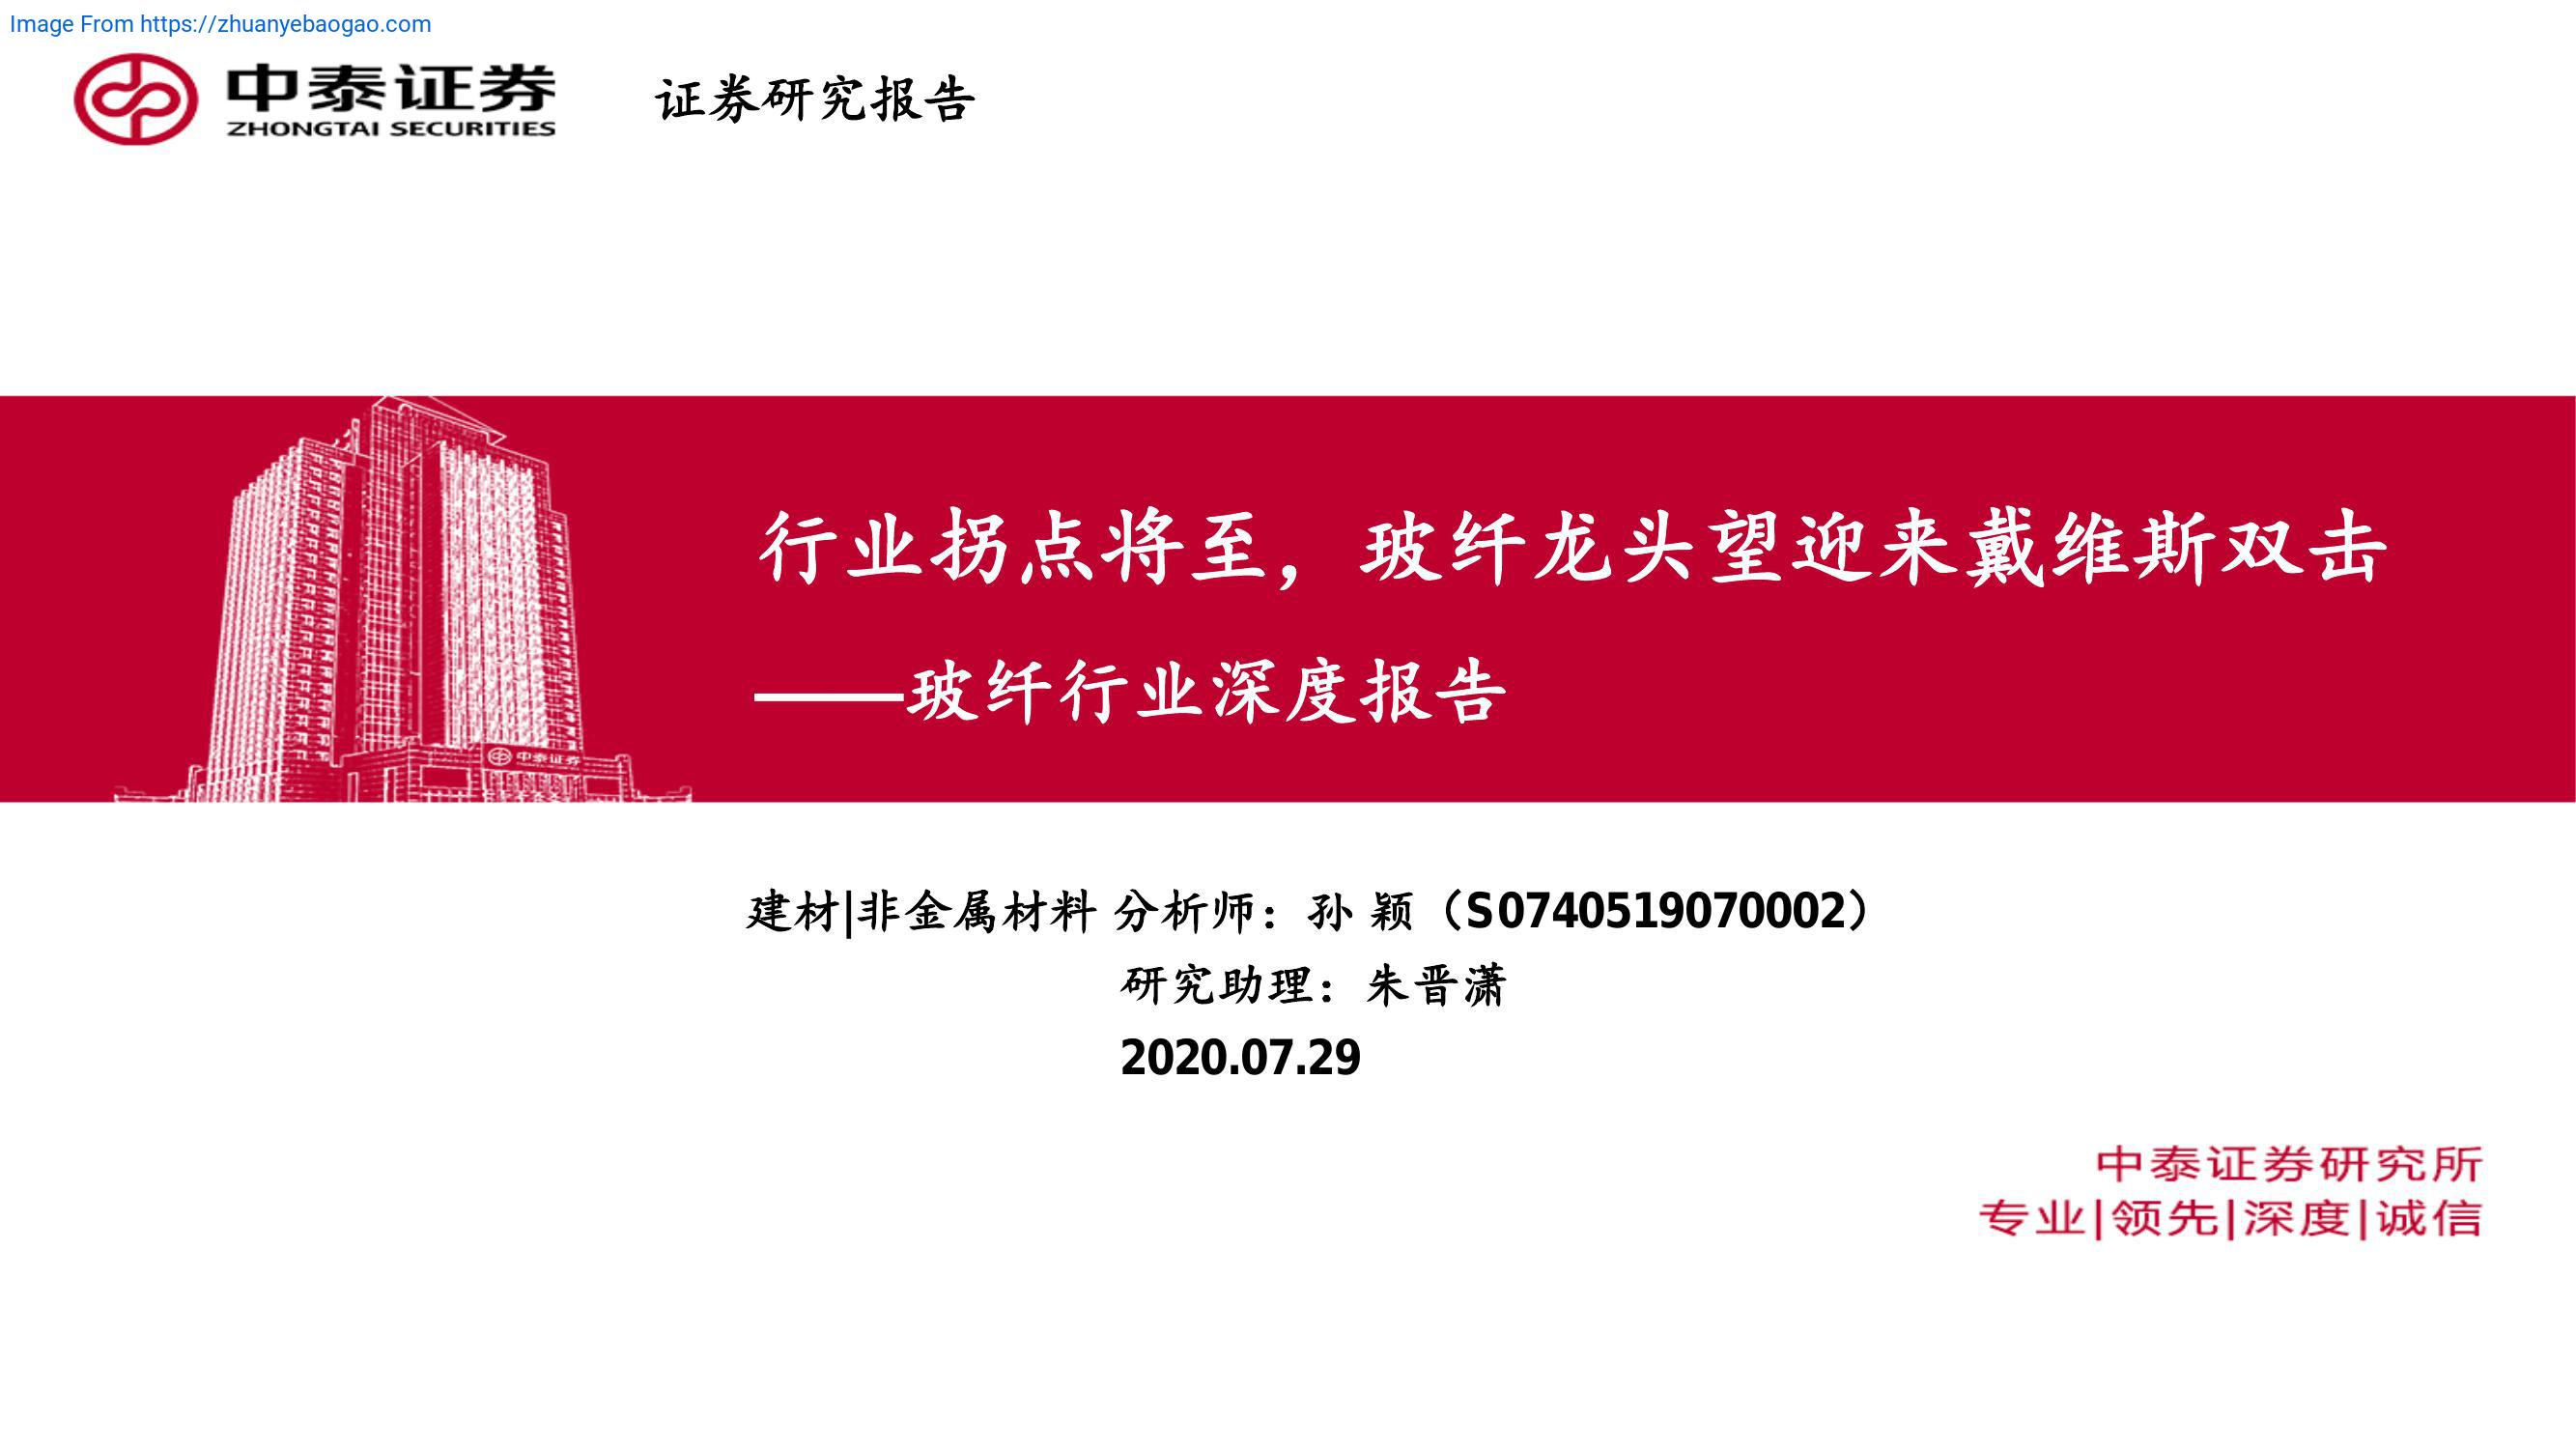 Image From https://zhuanyebaogao.com
中泰证券
ZHONGTAI SECURITIES
证券研究报告
行业拐点将至，玻纤龙头望迎来戴维斯双击
——玻纤行业深度报告
中泰证券
建材|非金属材料 分析师：孙 颖（S0740519070002）
研究助理：朱晋潇
2020.07.29
中泰证券研究所
专业|领先|深度|诚信